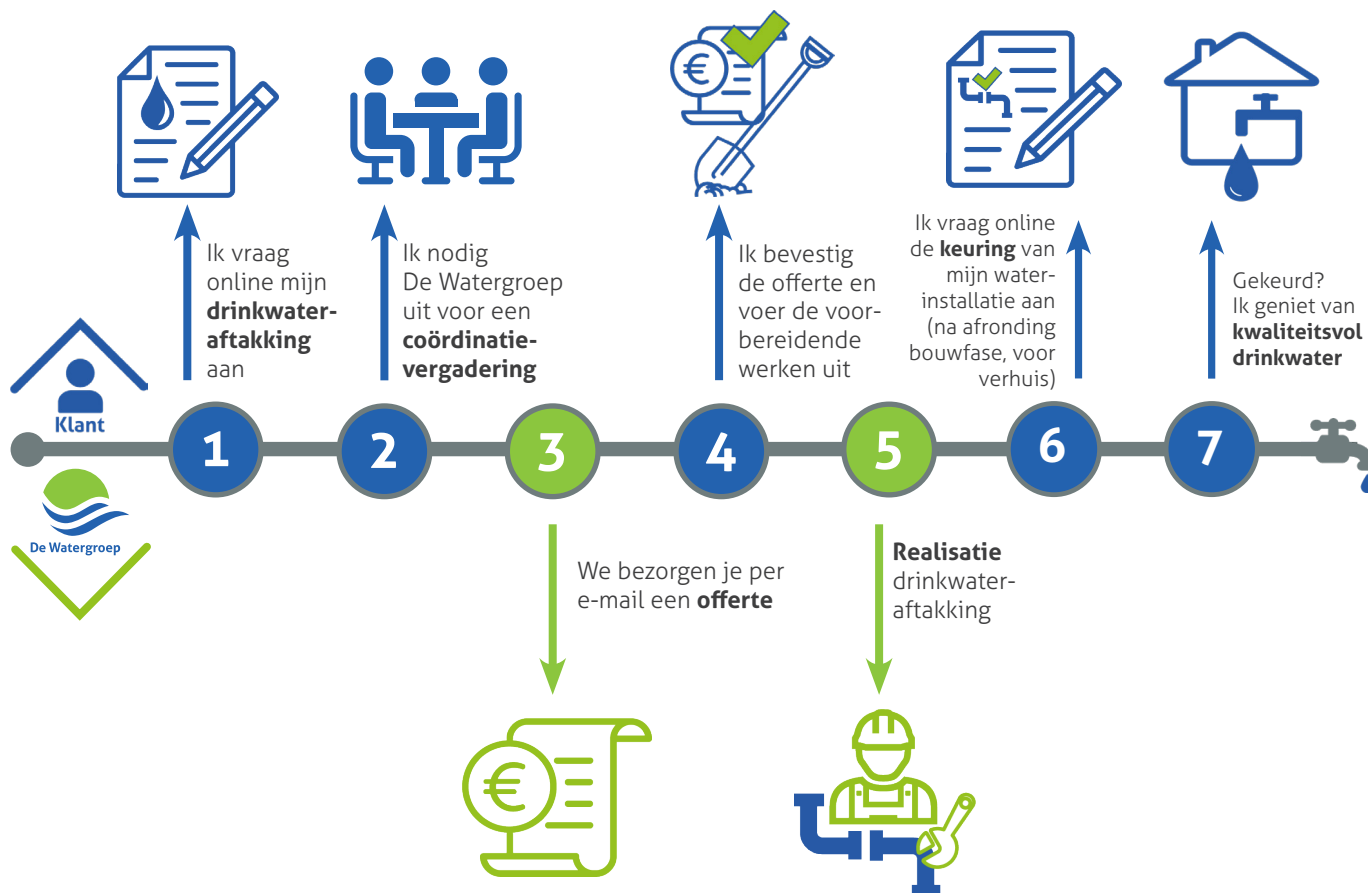 Ik vraag
online mijn
drinkwater-
aftakking
aan
Ik nodig
De Watergroep
uit voor een
coördinatie-
vergadering
Ik bevestig
de offerte en
voer de voor-
bereidende
werken uit
Ik vraag online
de keuring van
mijn water-
installatie aan
(na afronding
bouwfase, voor
verhuis)
Gekeurd?
Ik geniet van
kwaliteitsvol
drinkwater
Klant
1
2
3
4
5
6
7
De Watergroep
We bezorgen je per
e-mail een offerte
Realisatie
drinkwater-
aftakking
€
€